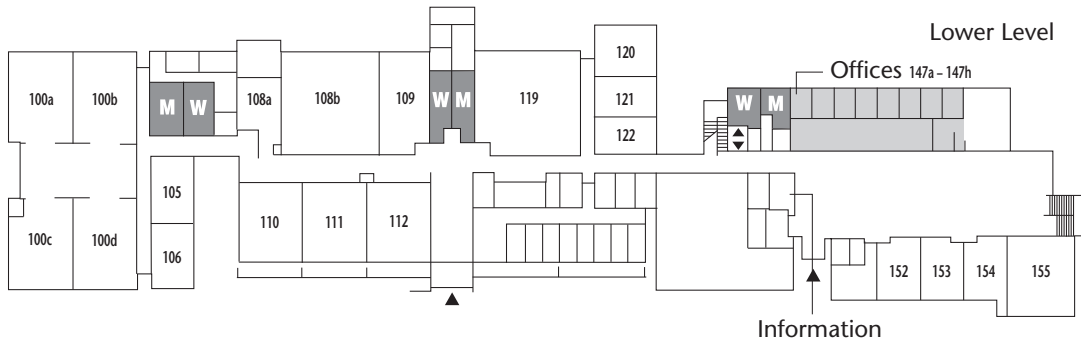 Lower Level
Offices 147a – 147h
100a 100b M W 108a 108b 109 W M 119 120 121 122 W M
105 106
110 111 112
100c 100d
152 153 154 155
Information